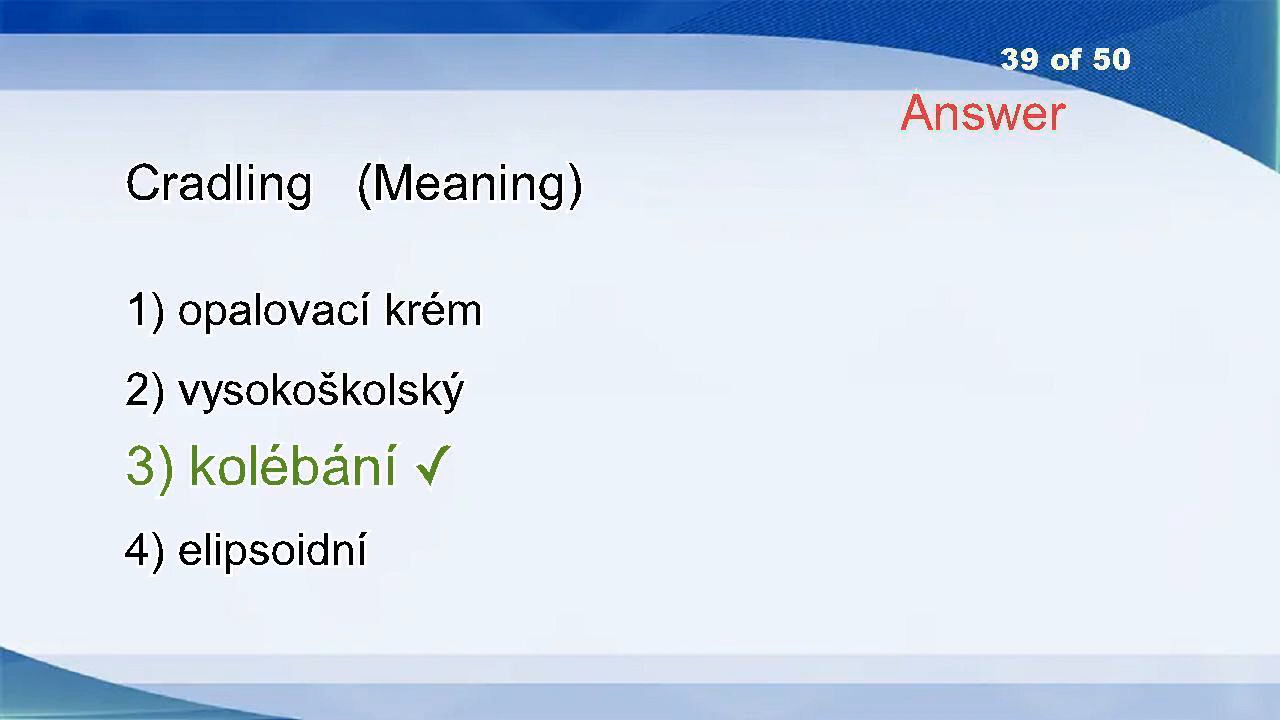 39 of 50
Answer
Cradling (Meaning)
1) opalovací krém
2) vysokoškolský
3) kolébání ✓
4) elipsoidní